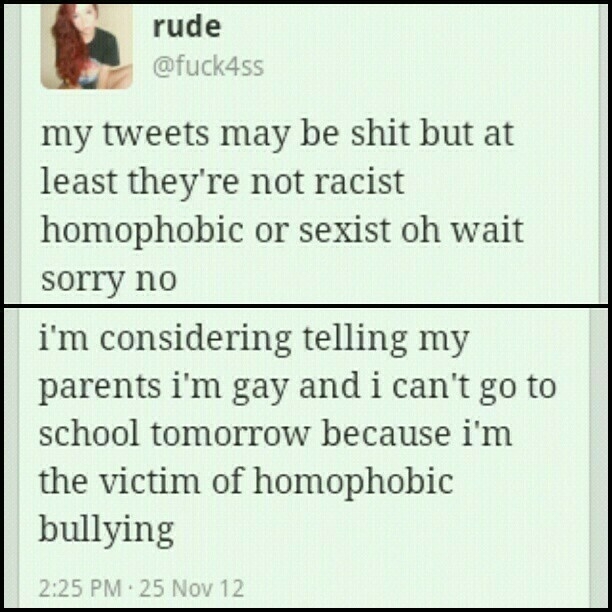 rude
@fuck4ss
my tweets may be shit but at
least they're not racist
homophobic or sexist oh wait
sorry no
i'm considering telling my
parents i'm gay and i can't go to
school tomorrow because i'm
the victim of homophobic
bullying
2:25 PM · 25 Nov 12